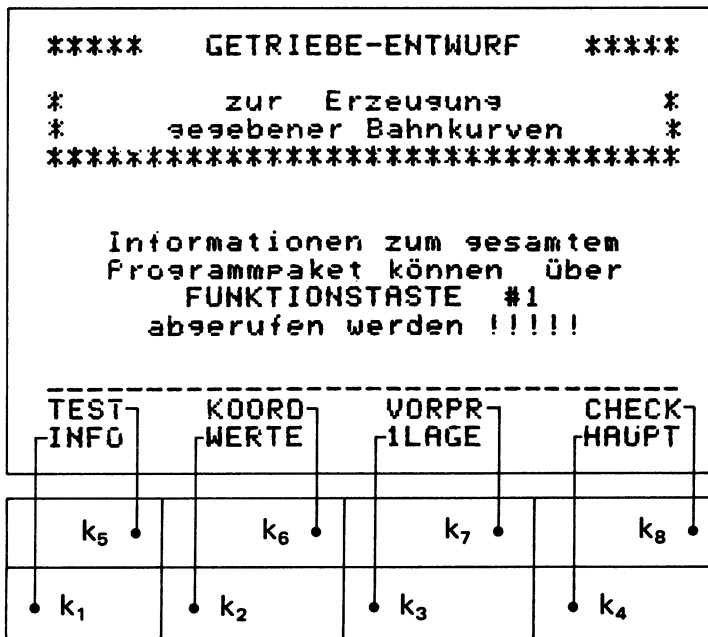 ***** GETRIEBE-ENTWURF *****
* zur Erzeugung *
* gegebener Bahnkurven *
********************************
Informationen zum gesamtem
Programmpaket können über
FUNKTIONSTASTE #1
abgerufen werden !!!!!
TEST KOORD VORPR CHECK
INFO WERTE 1LAGE HAUPT
k5 k6 k7 k8
k1 k2 k3 k4